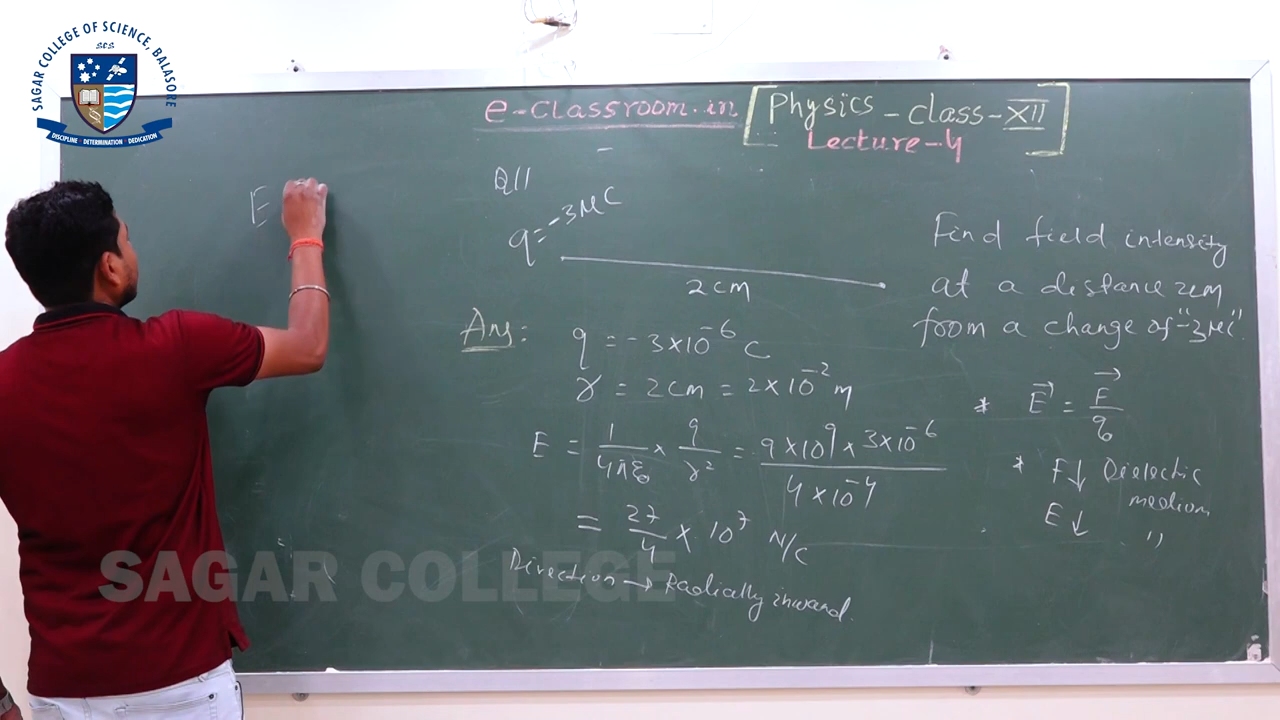 SAGAR COLLEGE OF SCIENCE, BALASORE
SCS
DISCIPLINE · DETERMINATION · DEDICATION
e-classroom.in [Physics - class - XII]
Lecture-4
Q11
q = -3μC
2cm
Find field intensity
at a distance 2cm
from a change of "-3μC".
Ans: q = -3×10⁻⁶ C
r = 2cm = 2×10⁻² m
E = 1/4πε₀ × q/r² = 9×10⁹ × 3×10⁻⁶ / 4×10⁻⁴
= 27/4 × 10⁷ N/C
Direction → Radially inward.
* E⃗ = F⃗/q₀
* F↓ Dielectric
medium
E↓ ,,
E
SAGAR COLLEGE